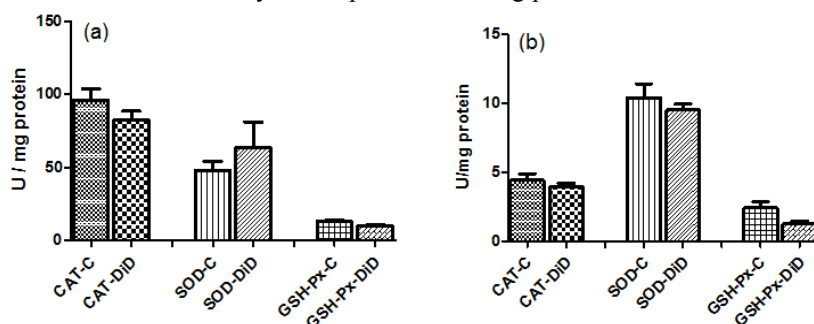 (a)
U / mg protein
150
100
50
0
CAT-C
CAT-DiD
SOD-C
SOD-DiD
GSH-Px-C
GSH-Px-DiD
(b)
U/mg protein
15
10
5
0
CAT-C
CAT-DiD
SOD-C
SOD-DiD
GSH-Px-C
GSH-Px-DiD